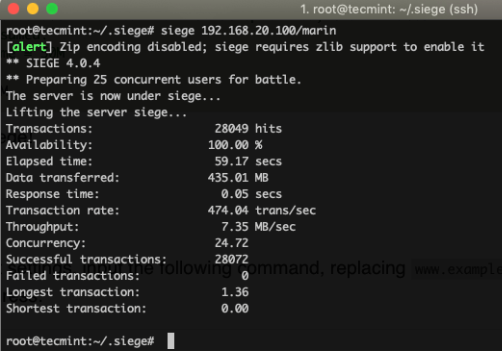 1. root@tecmint: ~/.siege (ssh)
root@tecmint:~/.siege# siege 192.168.20.100/marin
[alert] Zip encoding disabled; siege requires zlib support to enable it
** SIEGE 4.0.4
** Preparing 25 concurrent users for battle.
The server is now under siege...
Lifting the server siege...
Transactions: 28049 hits
Availability: 100.00 %
Elapsed time: 59.17 secs
Data transferred: 435.01 MB
Response time: 0.05 secs
Transaction rate: 474.04 trans/sec
Throughput: 7.35 MB/sec
Concurrency: 24.72
Successful transactions: 28072
settings, input the following command, replacing www.example
Failed transactions: 0
Longest transaction: 1.36
Shortest transaction: 0.00
root@tecmint:~/.siege#